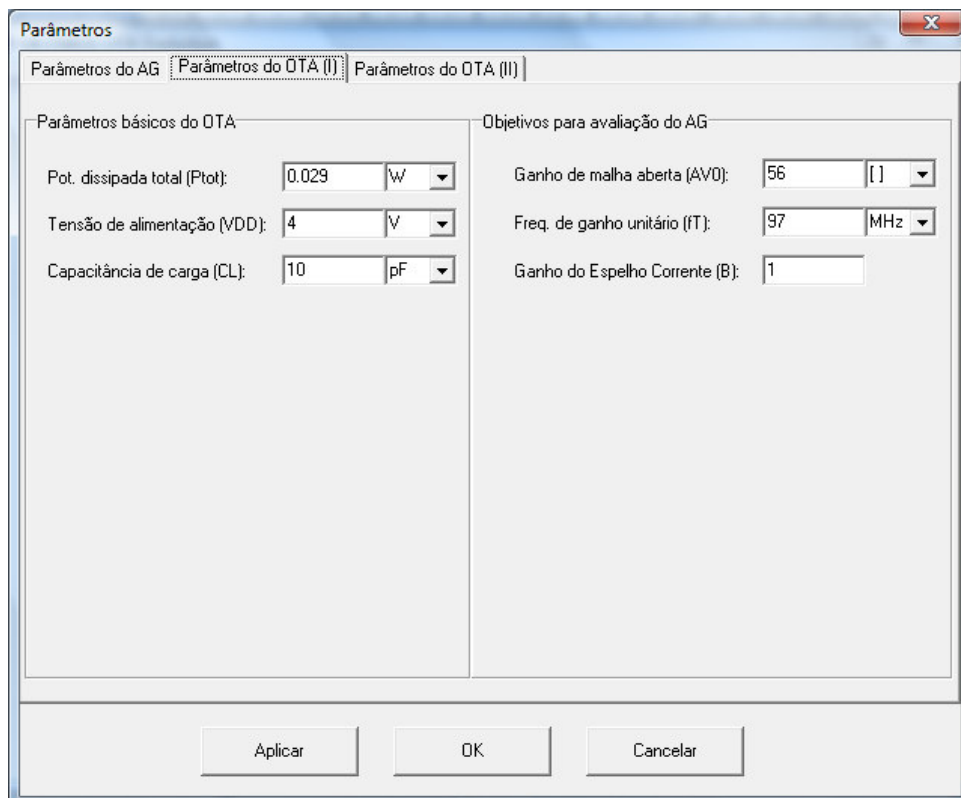 Parâmetros
Parâmetros do AG Parâmetros do OTA (I) Parâmetros do OTA (II)
Parâmetros básicos do OTA
Pot. dissipada total (Ptot): 0.029 W
Tensão de alimentação (VDD): 4 V
Capacitância de carga (CL): 10 pF
Objetivos para avaliação do AG
Ganho de malha aberta (AV0): 56 [ ]
Freq. de ganho unitário (fT): 97 MHz
Ganho do Espelho Corrente (B): 1
Aplicar OK Cancelar